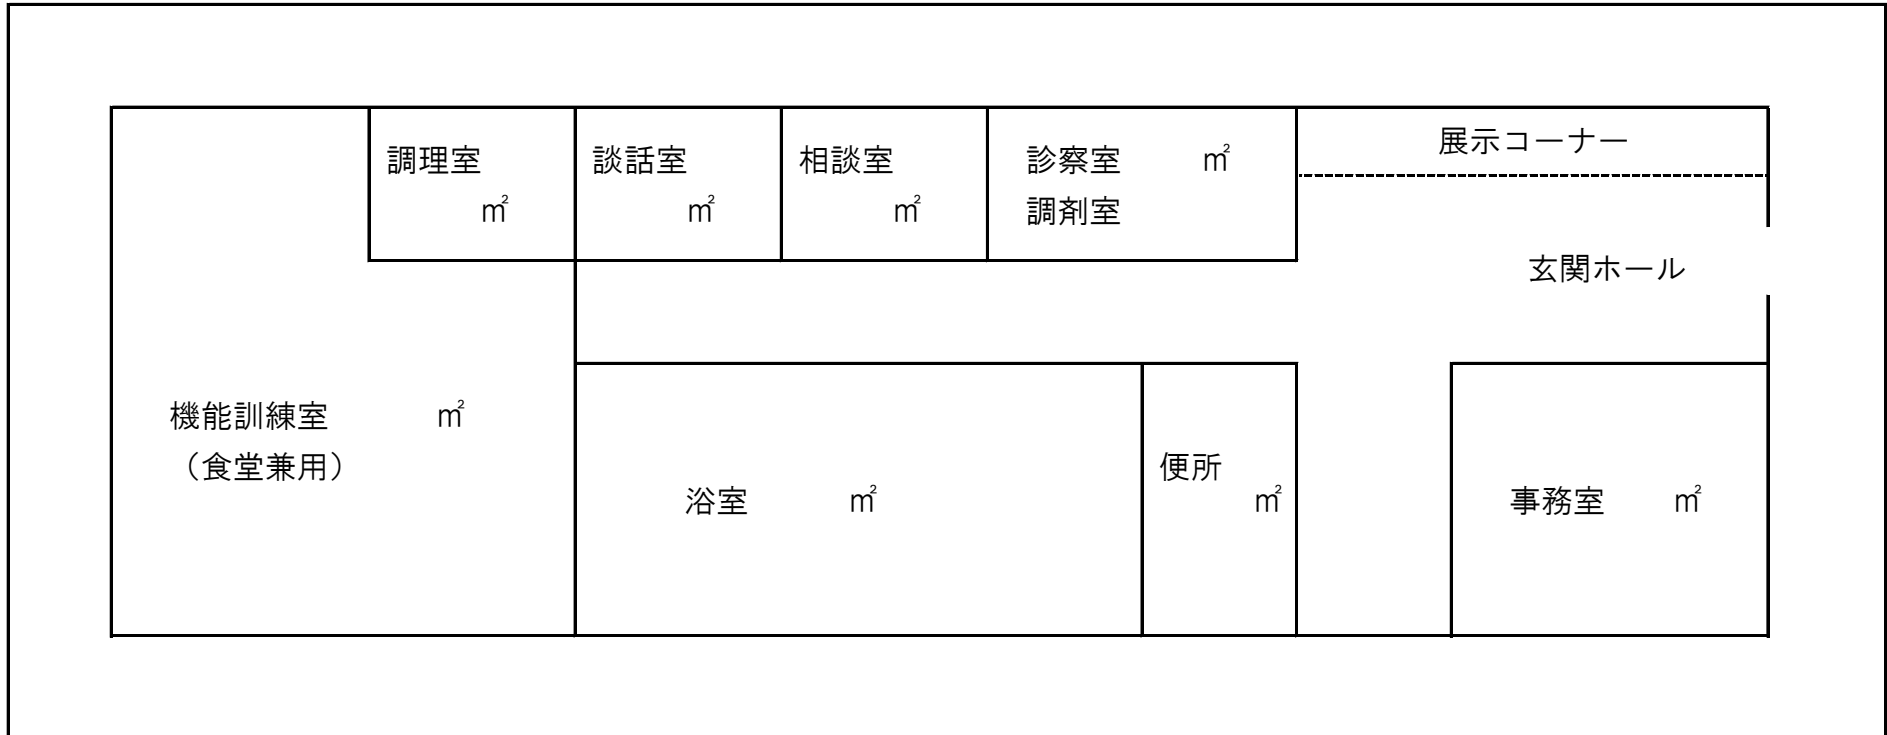 調理室
㎡
談話室
㎡
相談室
㎡
診察室 ㎡
調剤室
展示コーナー
玄関ホール
機能訓練室 ㎡
（食堂兼用）
浴室 ㎡
便所
㎡
事務室 ㎡